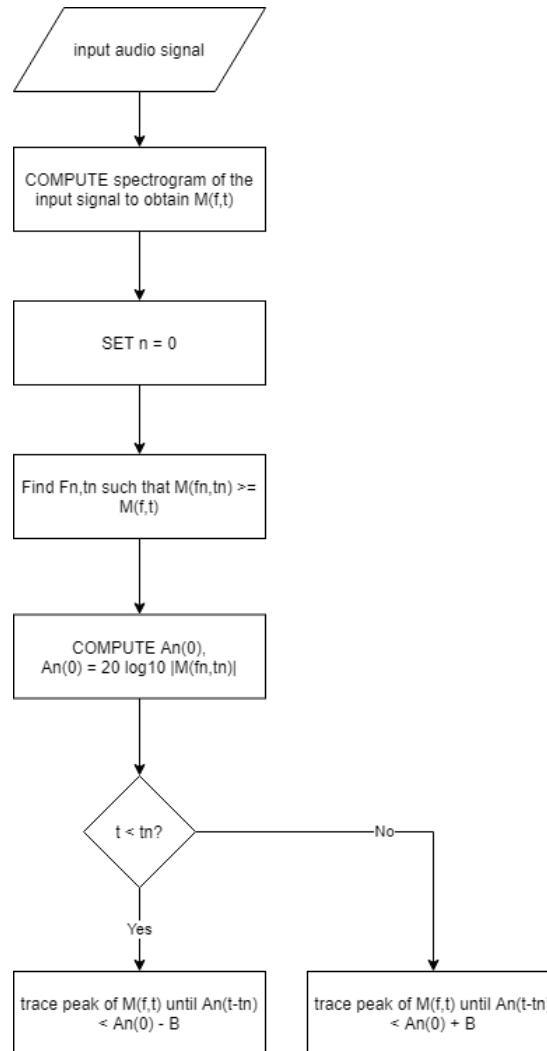 input audio signal
COMPUTE spectrogram of the
input signal to obtain M(f,t)
SET n = 0
Find Fn,tn such that M(fn,tn) >=
M(f,t)
COMPUTE An(0),
An(0) = 20 log10 |M(fn,tn)|
t < tn?
No
Yes
trace peak of M(f,t) until An(t-tn)
< An(0) - B
trace peak of M(f,t) until An(t-tn)
< An(0) + B